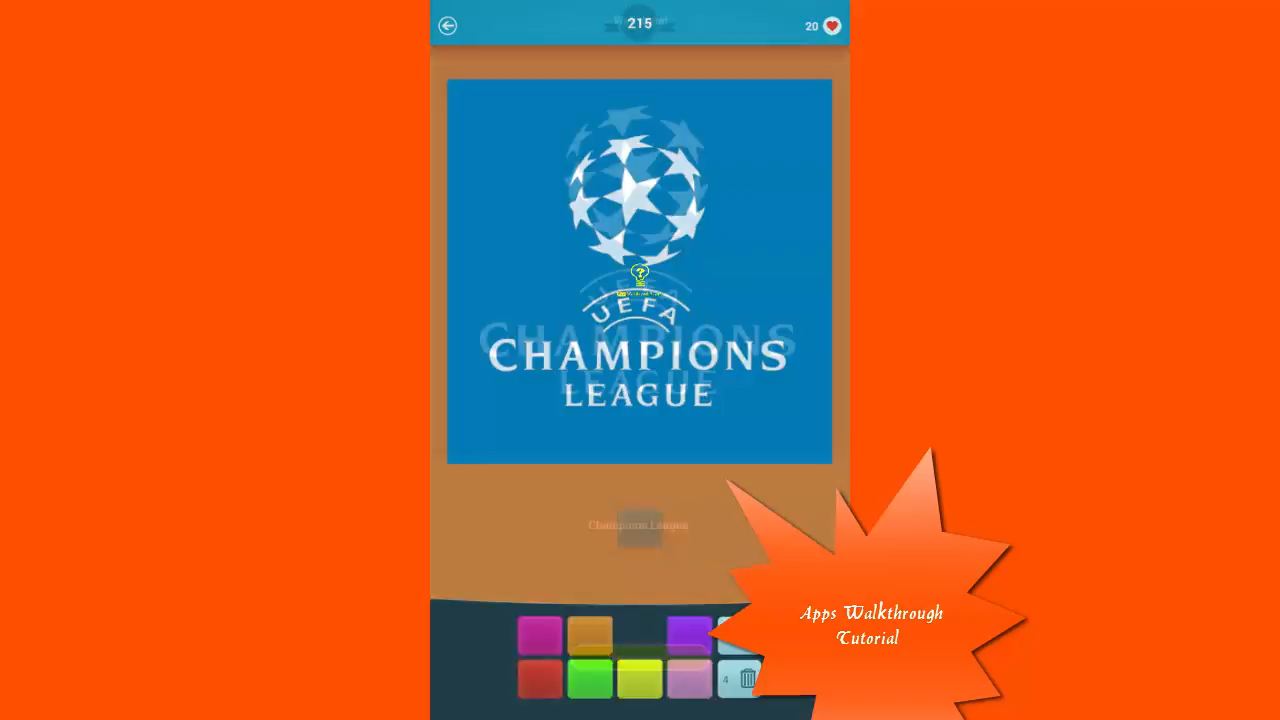 215
20
UEFA
CHAMPIONS
LEAGUE
Champions League
4
Apps Walkthrough
Tutorial